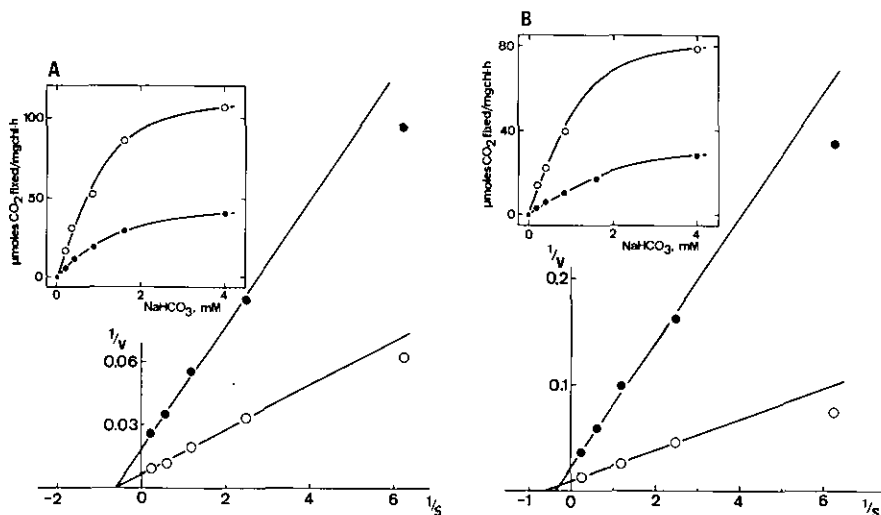 A
μmoles CO₂ fixed/mgchl·h
100
50
0
0 2 4
NaHCO₃, mM
1/v
0.06
0.03
-2 0 2 4 6 1/s
B
μmoles CO₂ fixed/mgchl·h
80
40
0
0 2 4
NaHCO₃, mM
1/v
0.2
0.1
-1 0 2 4 6 1/s